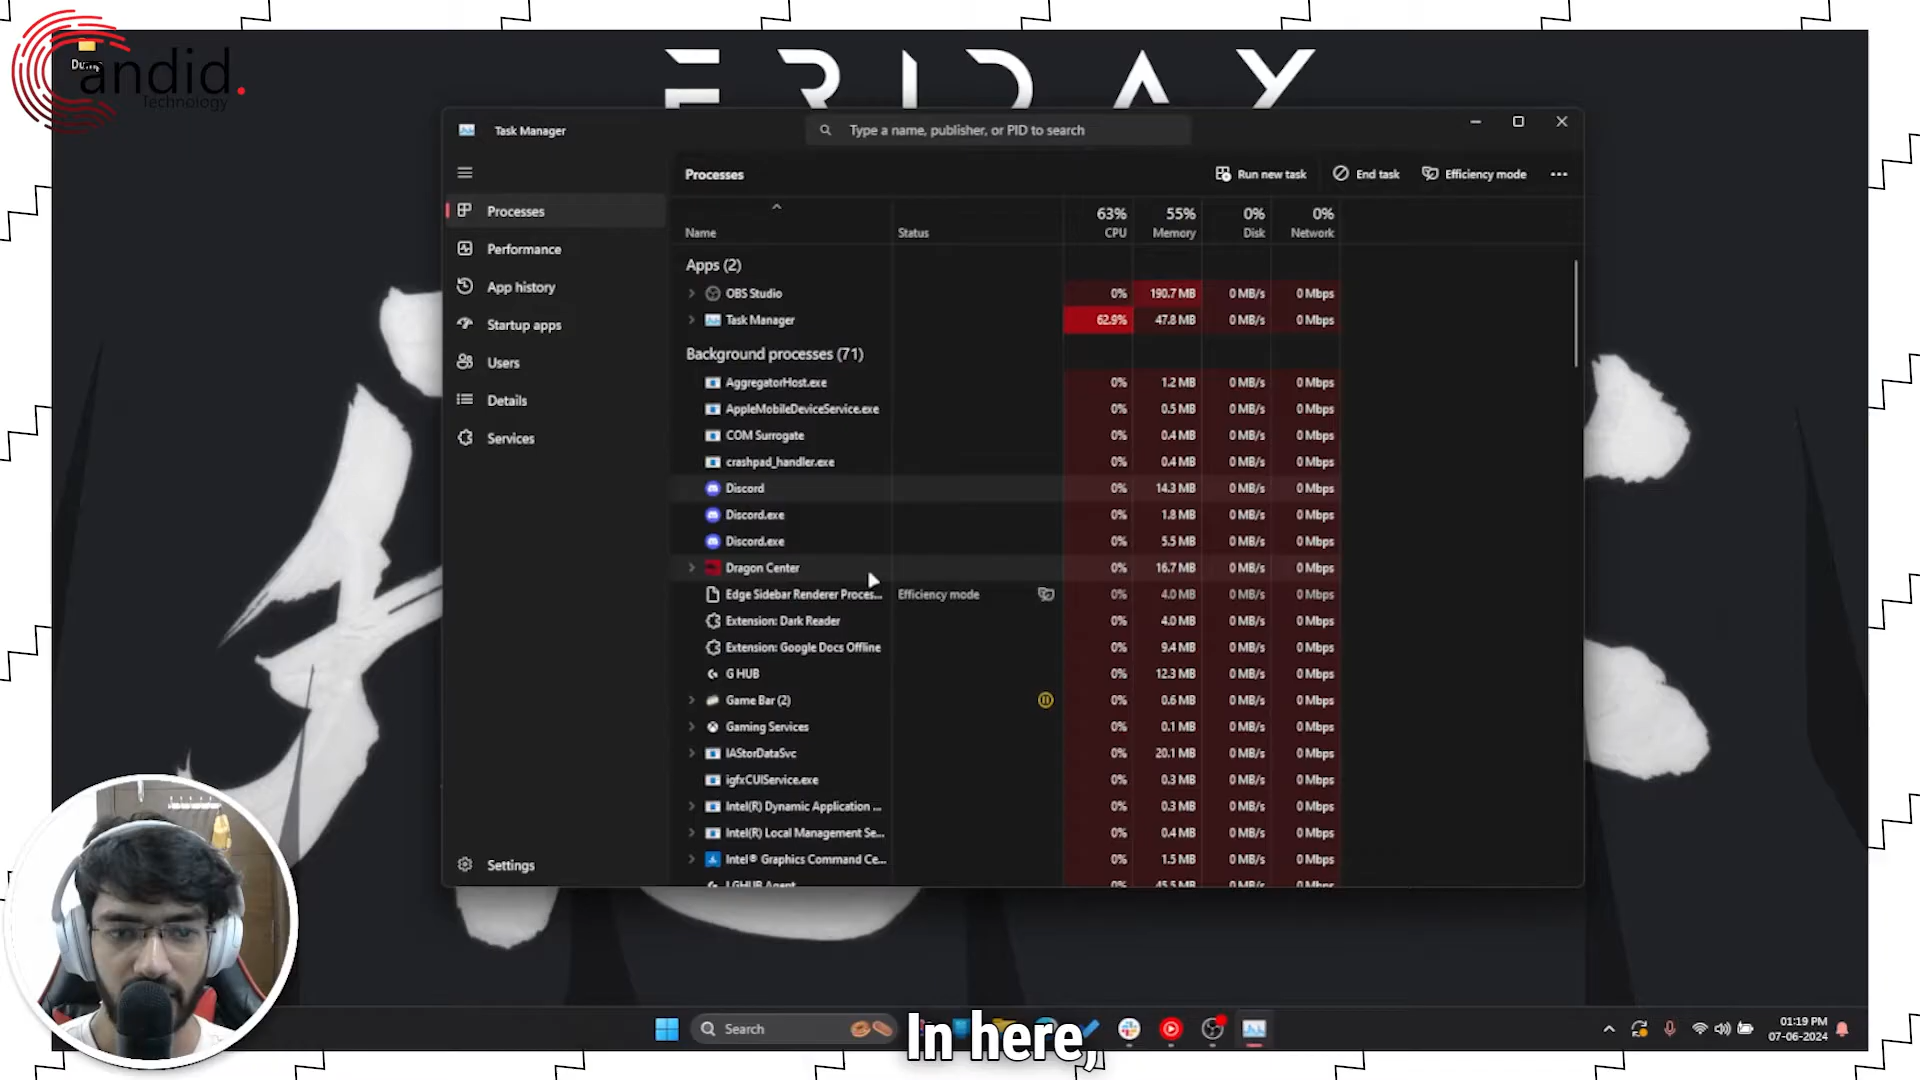 Dump
Candid.
Technology
FRIDAY
Task Manager
Type a name, publisher, or PID to search
Processes
Run new task
End task
Efficiency mode
Processes
Performance
App history
Startup apps
Users
Details
Services
Settings
63% 55% 0% 0%
Name Status CPU Memory Disk Network
Apps (2)
OBS Studio 0% 190.7 MB 0 MB/s 0 Mbps
Task Manager 62.9% 47.8 MB 0 MB/s 0 Mbps
Background processes (71)
AggregatorHost.exe 0% 1.2 MB 0 MB/s 0 Mbps
AppleMobileDeviceService.exe 0% 0.5 MB 0 MB/s 0 Mbps
COM Surrogate 0% 0.4 MB 0 MB/s 0 Mbps
crashpad_handler.exe 0% 0.4 MB 0 MB/s 0 Mbps
Discord 0% 14.3 MB 0 MB/s 0 Mbps
Discord.exe 0% 1.8 MB 0 MB/s 0 Mbps
Discord.exe 0% 5.5 MB 0 MB/s 0 Mbps
Dragon Center 0% 16.7 MB 0 MB/s 0 Mbps
Edge Sidebar Renderer Proces... Efficiency mode 0% 4.0 MB 0 MB/s 0 Mbps
Extension: Dark Reader 0% 4.0 MB 0 MB/s 0 Mbps
Extension: Google Docs Offline 0% 9.4 MB 0 MB/s 0 Mbps
G HUB 0% 12.3 MB 0 MB/s 0 Mbps
Game Bar (2) 0% 0.6 MB 0 MB/s 0 Mbps
Gaming Services 0% 0.1 MB 0 MB/s 0 Mbps
IAStorDataSvc 0% 20.1 MB 0 MB/s 0 Mbps
igfxCUIService.exe 0% 0.3 MB 0 MB/s 0 Mbps
Intel(R) Dynamic Application ... 0% 0.3 MB 0 MB/s 0 Mbps
Intel(R) Local Management Se... 0% 0.4 MB 0 MB/s 0 Mbps
Intel® Graphics Command Ce... 0% 1.5 MB 0 MB/s 0 Mbps
LGHUB Agent 0% 45.5 MB 0 MB/s 0 Mbps
Search
In here,
01:19 PM
07-06-2024